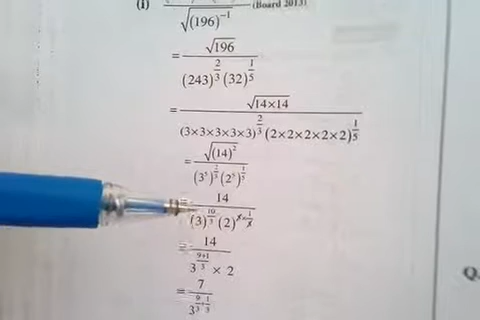 (i)
√(196)⁻¹ (Board 2013)
= √196 / (243)^(2/3) (32)^(1/5)
= √14×14 / (3×3×3×3×3)^(2/3) (2×2×2×2×2)^(1/5)
= √(14)² / (3⁵)^(2/3) (2⁵)^(1/5)
14 / (3)^(10/3) (2)^(5×1/5)
= 14 / 3^((9+1)/3) × 2
= 7 / 3^(9/3+1/3)
Q.